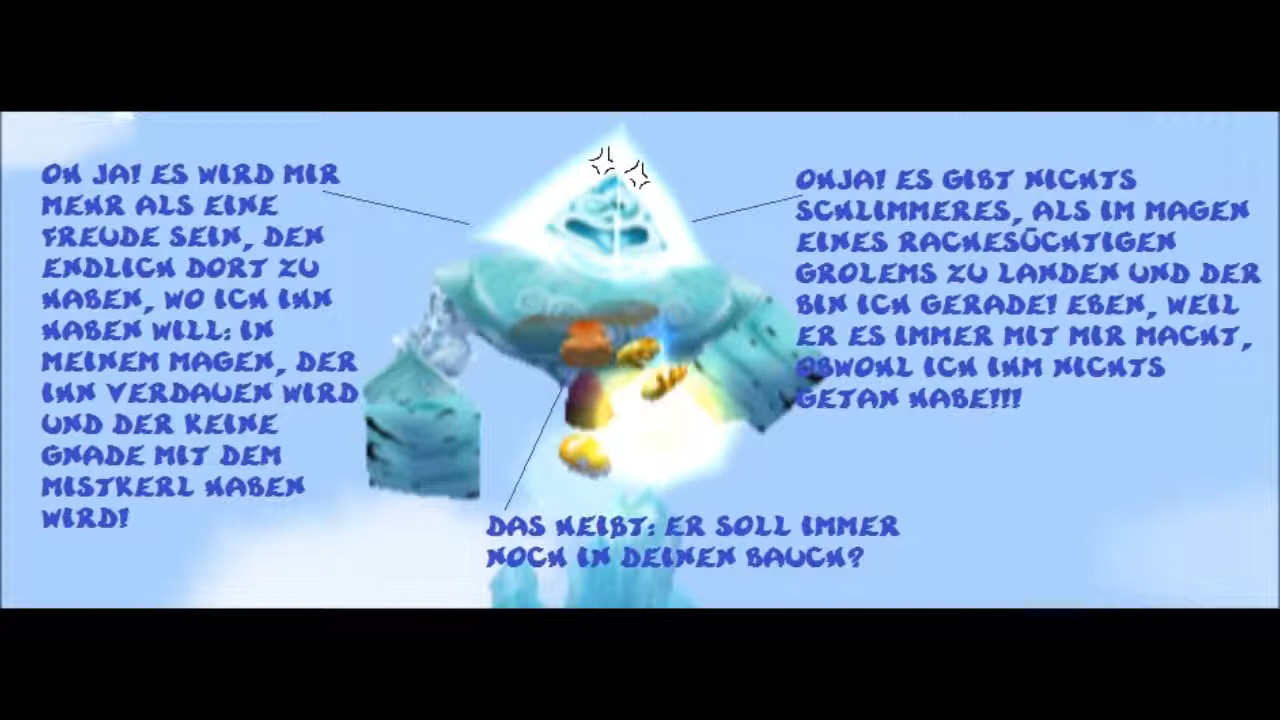 OH JA! ES WIRD MIR
MEHR ALS EINE
FREUDE SEIN, DEN
ENDLICH DORT ZU
HABEN, WO ICH IHN
HABEN WILL: IN
MEINEM MAGEN, DER
IHN VERDAUEN WIRD
UND DER KEINE
GNADE MIT DEM
MISTKERL HABEN
WIRD!
OHJA! ES GIBT NICHTS
SCHLIMMERES, ALS IM MAGEN
EINES RACHESÜCHTIGEN
GROLEMS ZU LANDEN UND DER
BIN ICH GERADE! EBEN, WEIL
ER ES IMMER MIT MIR MACHT,
OBWOHL ICH IHM NICHTS
GETAN HABE!!!
DAS HEIßT: ER SOLL IMMER
NOCH IN DEINEN BAUCH?